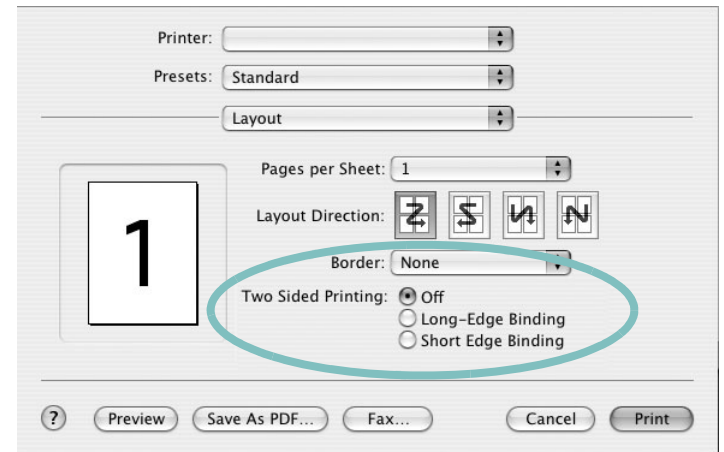 Printer:
Presets: Standard
Layout
Pages per Sheet: 1
1
Layout Direction:
Border: None
Two Sided Printing: Off
Long-Edge Binding
Short Edge Binding
? Preview Save As PDF... Fax... Cancel Print